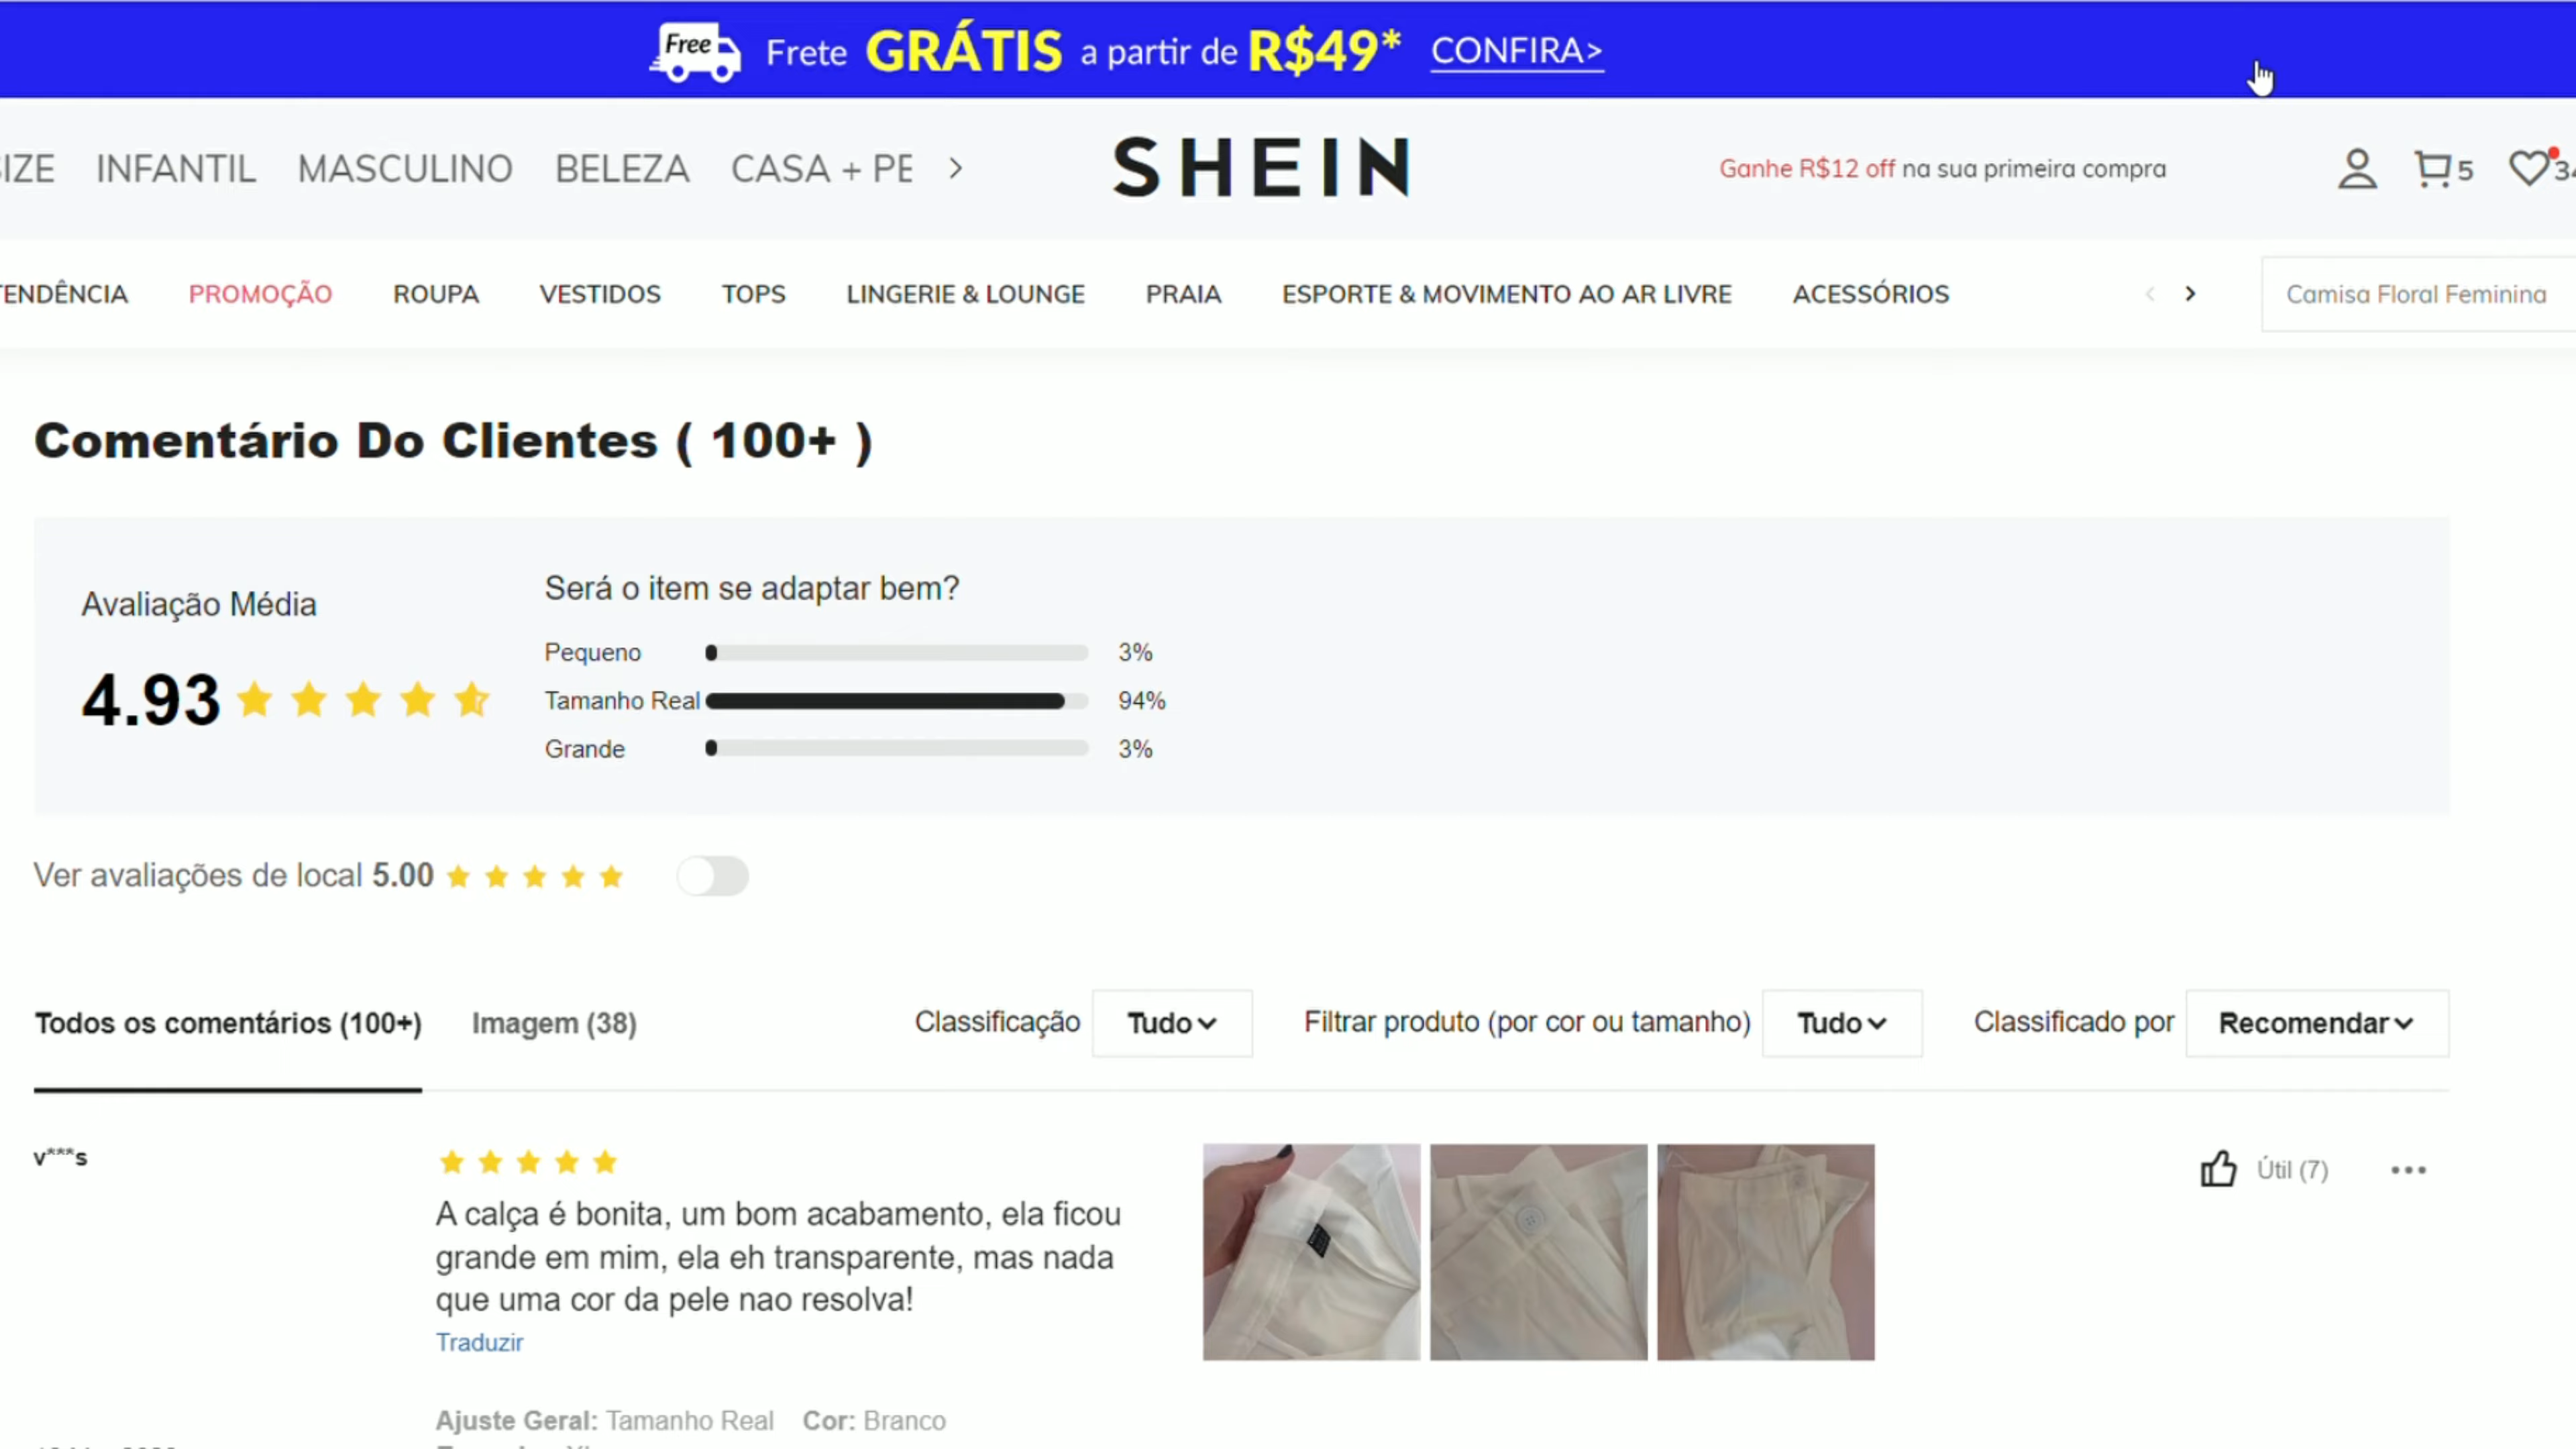 Free Frete GRÁTIS a partir de R$49* CONFIRA>
IZE INFANTIL MASCULINO BELEZA CASA + PE >
SHEIN
Ganhe R$12 off na sua primeira compra
5
34
ENDÊNCIA PROMOÇÃO ROUPA VESTIDOS TOPS LINGERIE & LOUNGE PRAIA ESPORTE & MOVIMENTO AO AR LIVRE ACESSÓRIOS
Camisa Floral Feminina
Comentário Do Clientes ( 100+ )
Avaliação Média
4.93
Será o item se adaptar bem?
Pequeno 3%
Tamanho Real 94%
Grande 3%
Ver avaliações de local 5.00
Todos os comentários (100+) Imagem (38) Classificação Tudo Filtrar produto (por cor ou tamanho) Tudo Classificado por Recomendar
v***s
A calça é bonita, um bom acabamento, ela ficou
grande em mim, ela eh transparente, mas nada
que uma cor da pele nao resolva!
Traduzir
Útil (7)
Ajuste Geral: Tamanho Real Cor: Branco